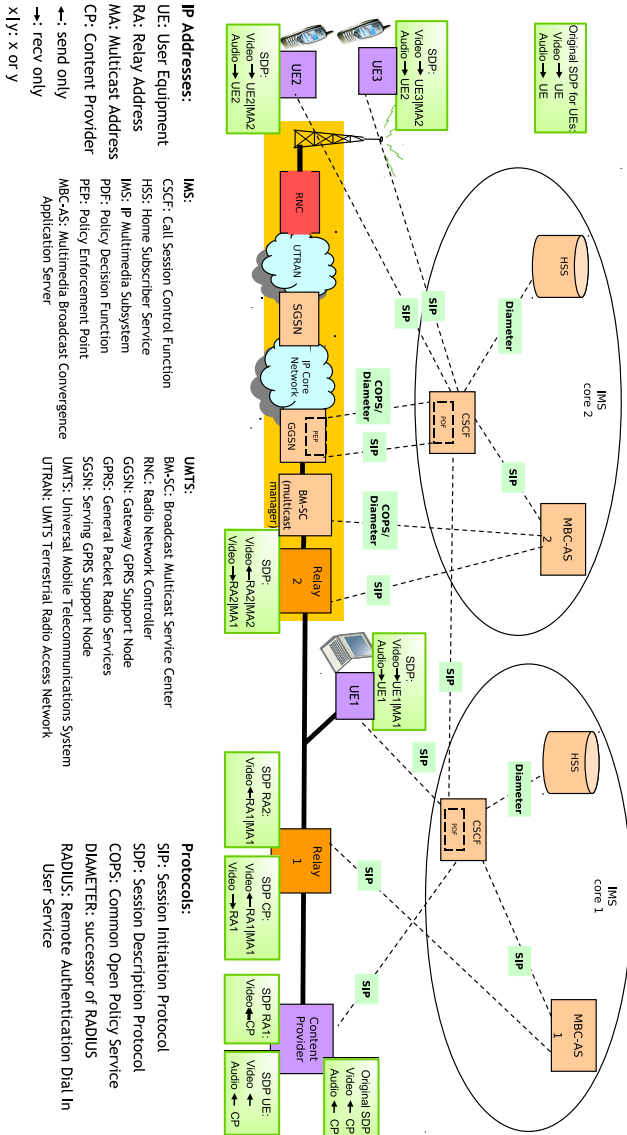 Original SDP for UEs:
Video → UE
Audio → UE
IMS
core 2
HSS
Diameter
CSCF
PDF
SIP
MBC-AS
2
IMS
core 1
HSS
Diameter
CSCF
PDF
SIP
MBC-AS
1
SIP
SIP
SIP
COPS/
Diameter
SIP
COPS/
Diameter
SIP
SIP
SIP
SIP
SDP:
Video → UE3|MA2
Audio → UE2
UE3
UE2
SDP:
Video → UE2|MA2
Audio → UE2
RNC
UTRAN
SGSN
IP Core
Network
PEP
GGSN
BM-SC
(multicast
manager)
Relay
2
SDP:
Video←RA2|MA2
Video→RA2|MA1
SDP:
Video→UE1|MA1
Audio→UE1
UE1
Relay
1
SDP RA2:
Video←RA1|MA1
SDP CP:
Video←RA1|MA1
Video → RA1
Content
Provider
Original SDP
Video ← CP
Audio ← CP
SDP RA1:
Video←CP
SDP UE:
Video ← CP
Audio ← CP
IP Addresses:
UE: User Equipment
RA: Relay Address
MA: Multicast Address
CP: Content Provider
←: send only
→: recv only
x|y: x or y
IMS:
CSCF: Call Session Control Function
HSS: Home Subscriber Service
IMS: IP Multimedia Subsystem
PDF: Policy Decision Function
PEP: Policy Enforcement Point
MBC-AS: Multimedia Broadcast Convergence
Application Server
UMTS:
BM-SC: Broadcast Multicast Service Center
RNC: Radio Network Controller
GGSN: Gateway GPRS Support Node
GPRS: General Packet Radio Services
SGSN: Serving GPRS Support Node
UMTS: Universal Mobile Telecommunications System
UTRAN: UMTS Terrestrial Radio Access Network
Protocols:
SIP: Session Initiation Protocol
SDP: Session Description Protocol
COPS: Common Open Policy Service
DIAMETER: successor of RADIUS
RADIUS: Remote Authentication Dial In
User Service